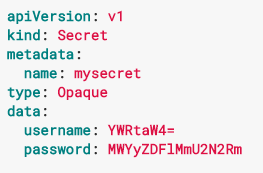 apiVersion: v1
kind: Secret
metadata:
  name: mysecret
type: Opaque
data:
  username: YWRtaW4=
  password: MWYyZDFlMmU2N2Rm